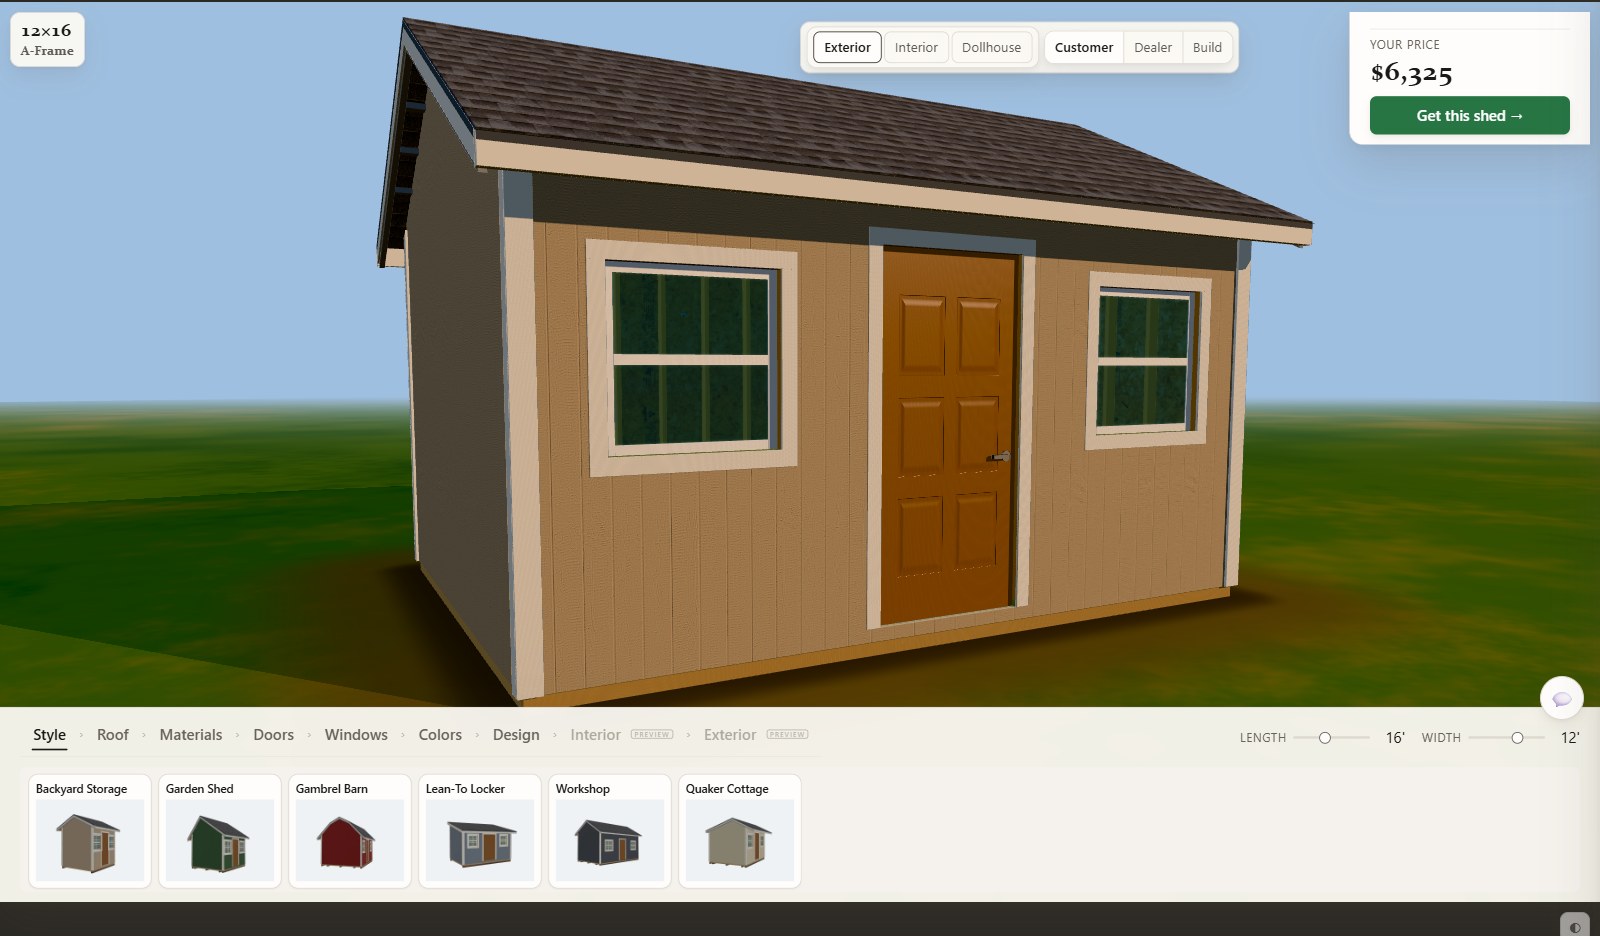 12×16
A-Frame
Exterior Interior Dollhouse Customer Dealer Build
YOUR PRICE
$6,325
Get this shed →
Style › Roof › Materials › Doors › Windows › Colors › Design › Interior PREVIEW › Exterior PREVIEW
LENGTH 16' WIDTH 12'
Backyard Storage
Garden Shed
Gambrel Barn
Lean-To Locker
Workshop
Quaker Cottage